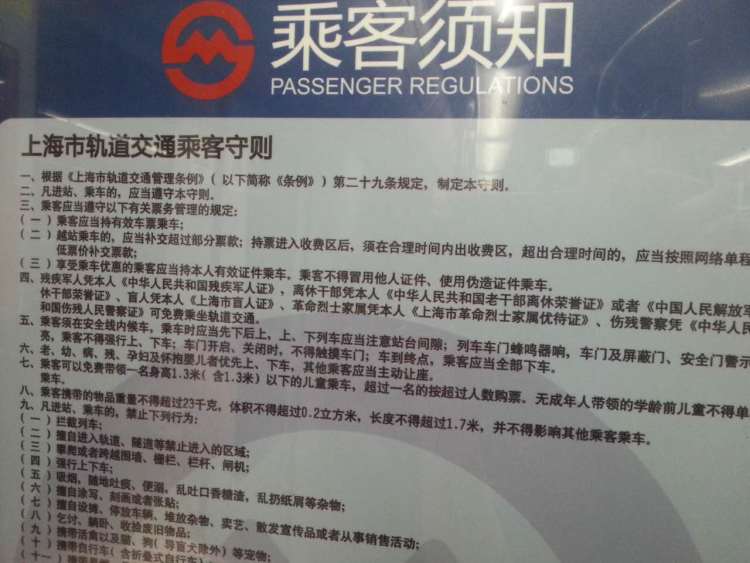 乘客须知
PASSENGER REGULATIONS
上海市轨道交通乘客守则
一、根据《上海市轨道交通管理条例》(以下简称《条例》)第二十九条规定,制定本守则。
二、凡进站、乘车的,应当遵守本守则。
三、乘客应当遵守以下有关票务管理的规定:
(一)乘客应当持有效车票乘车;
(二)越站乘车的,应当补交超过部分票款;持票进入收费区后,须在合理时间内出收费区,超出合理时间的,应当按照网络单程
低票价补交票款;
(三)享受乘车优惠的乘客应当持本人有效证件乘车。乘客不得冒用他人证件、使用伪造证件乘车。
四、残疾军人凭本人《中华人民共和国残疾军人证》,离休干部凭本人《中华人民共和国老干部离休荣誉证》或者《中国人民解放军
休干部荣誉证》、盲人凭本人《上海市盲人证》、革命烈士家属凭本人《上海市革命烈士家属优待证》、伤残警察凭《中华人民
和国伤残人民警察证》可免费乘坐轨道交通。
五、乘客须在安全线内候车。乘车时应当先下后上,上、下列车应当注意站台间隙;列车车门蜂鸣器响,车门及屏蔽门、安全门警示
亮,乘客不得强行上、下车;车门开启、关闭时,不得触摸车门;车到终点,乘客应当全部下车。
六、老、幼、病、残、孕妇及怀抱婴儿者优先上、下车,其他乘客应当主动让座。
七、乘客可以免费带领一名身高1.3米(含1.3米)以下的儿童乘车,超过一名的按超过人数购票。无成年人带领的学龄前儿童不得单
乘车。
八、乘客携带的物品重量不得超过23千克,体积不得超过0.2立方米,长度不得超过1.7米,并不得影响其他乘客乘车。
九、凡进站、乘车的,禁止下列行为:
(一)拦截列车;
(二)擅自进入轨道、隧道等禁止进入的区域;
(三)攀爬或者跨越围墙、栅栏、栏杆、闸机;
(四)强行上下车;
(五)吸烟,随地吐痰、便溺,乱吐口香糖渣,乱扔纸屑等杂物;
(六)擅自涂写、刻画或者张贴;
(七)擅自设摊、停放车辆、堆放杂物、卖艺、散发宣传品或者从事销售活动;
(八)乞讨、躺卧、收捡废旧物品;
(九)携带活禽以及猫、狗(导盲犬除外)等宠物;
(十)携带自行车(含折叠式自行车)
(十一)